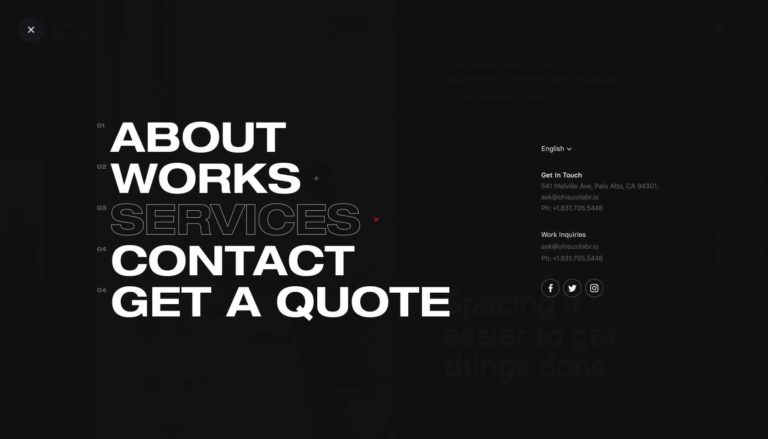 01
ABOUT
02
WORKS
03
SERVICES
04
CONTACT
04
GET A QUOTE
English
Get In Touch
541 Melville Ave, Palo Alto, CA 94301,
ask@ohio.colabr.io
Ph: +1.831.705.5448
Work Inquiries
ask@ohio.colabr.io
Ph: +1.831.705.5448
Spacing it
easier to get
things done.